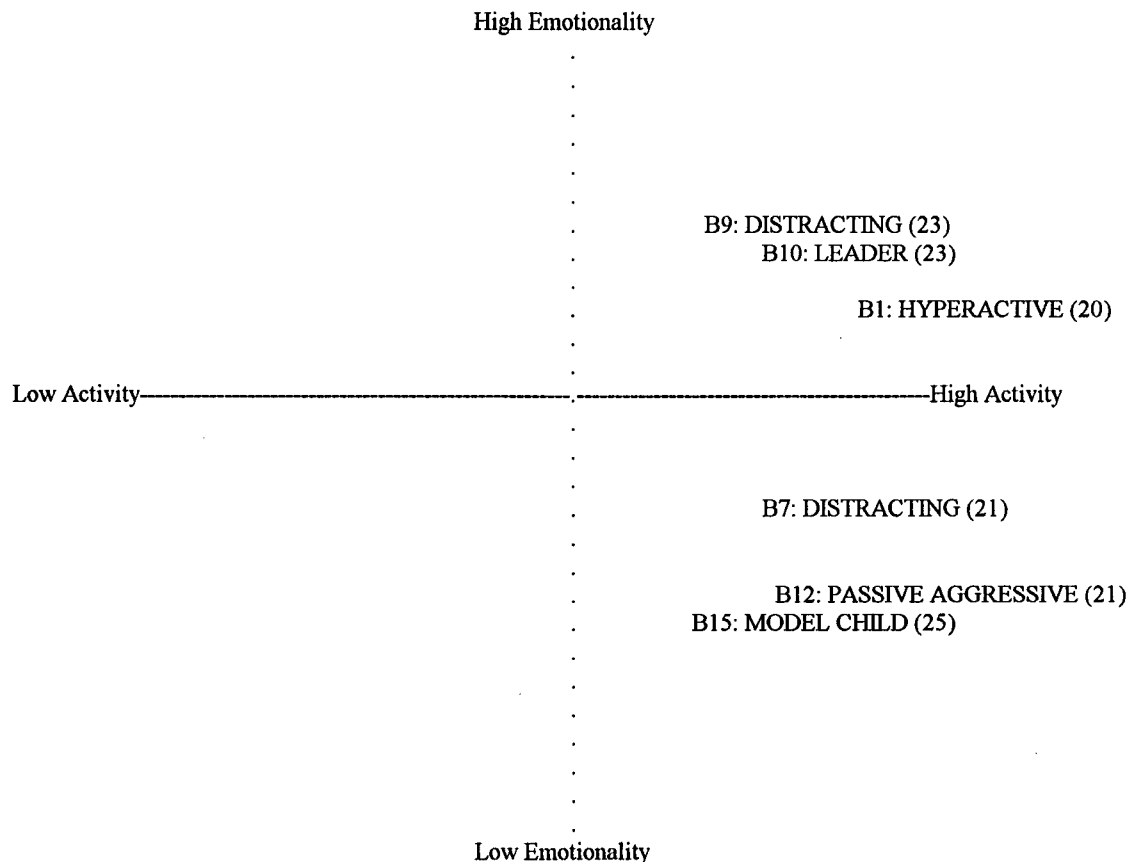 High Emotionality
B9: DISTRACTING (23)
B10: LEADER (23)
B1: HYPERACTIVE (20)
Low Activity High Activity
B7: DISTRACTING (21)
B12: PASSIVE AGGRESSIVE (21)
B15: MODEL CHILD (25)
Low Emotionality